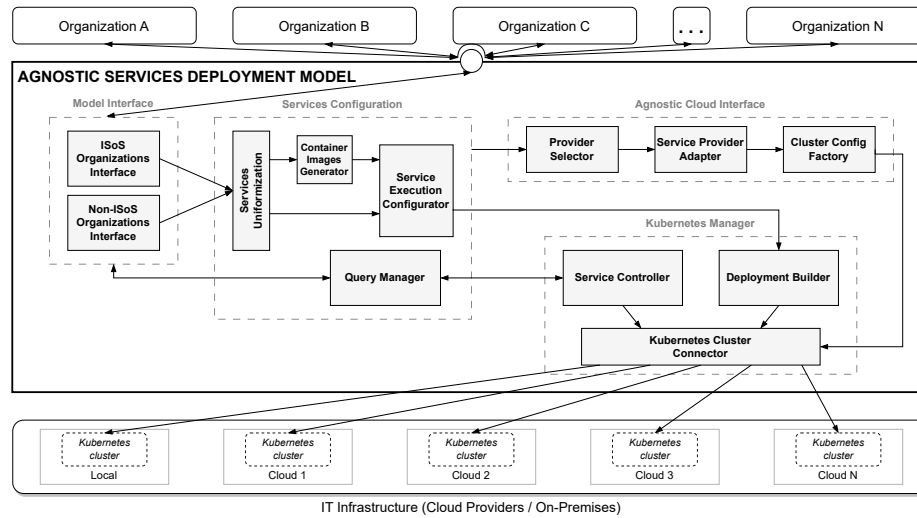 Organization A
Organization B
Organization C
...
Organization N
AGNOSTIC SERVICES DEPLOYMENT MODEL
Model Interface
Services Configuration
Agnostic Cloud Interface
ISoS
Organizations
Interface
Non-ISoS
Organizations
Interface
Services
Uniformization
Container
Images
Generator
Service
Execution
Configurator
Query Manager
Provider
Selector
Service Provider
Adapter
Cluster Config
Factory
Kubernetes Manager
Service Controller
Deployment Builder
Kubernetes Cluster
Connector
Kubernetes
cluster
Local
Kubernetes
cluster
Cloud 1
Kubernetes
cluster
Cloud 2
Kubernetes
cluster
Cloud 3
Kubernetes
cluster
Cloud N
IT Infrastructure (Cloud Providers / On-Premises)